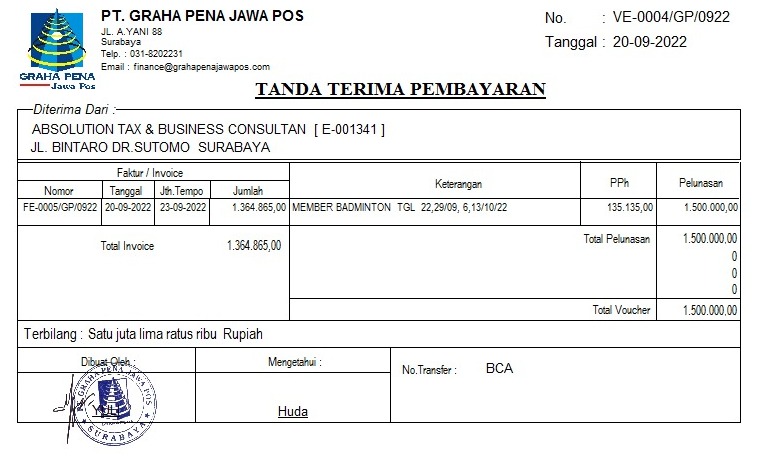 PT. GRAHA PENA JAWA POS
JL. A.YANI 88
Surabaya
Telp. : 031-8202231
Email : finance@grahapenajawapos.com
GRAHA PENA
Jawa Pos
No. : VE-0004/GP/0922
Tanggal : 20-09-2022
TANDA TERIMA PEMBAYARAN
Diterima Dari :
ABSOLUTION TAX & BUSINESS CONSULTAN [ E-001341 ]
JL. BINTARO DR.SUTOMO SURABAYA
Faktur / Invoice Keterangan PPh Pelunasan
Nomor Tanggal Jth.Tempo Jumlah
FE-0005/GP/0922 20-09-2022 23-09-2022 1.364.865,00 MEMBER BADMINTON TGL 22,29/09, 6,13/10/22 135.135,00 1.500.000,00
Total Invoice 1.364.865,00 Total Pelunasan 1.500.000,00
0
0
0
Total Voucher 1.500.000,00
Terbilang : Satu juta lima ratus ribu Rupiah
Dibuat Oleh : Mengetahui : No.Transfer : BCA
GRAHA PENA JAWA POS
SURABAYA
Huda